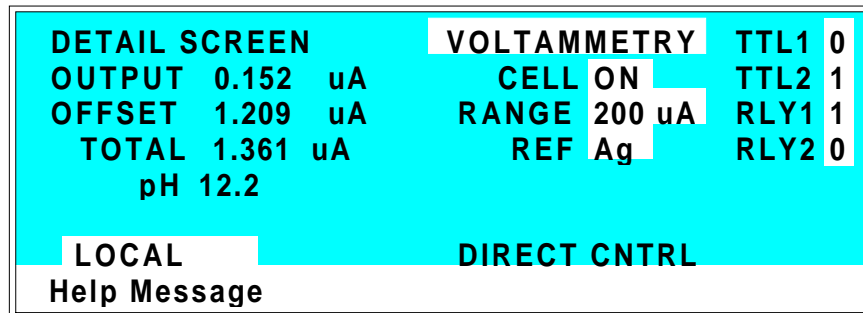 DETAIL SCREEN VOLTAMMETRY TTL1 0
OUTPUT 0.152 uA CELL ON TTL2 1
OFFSET 1.209 uA RANGE 200 uA RLY1 1
TOTAL 1.361 uA REF Ag RLY2 0
pH 12.2
LOCAL DIRECT CNTRL
Help Message